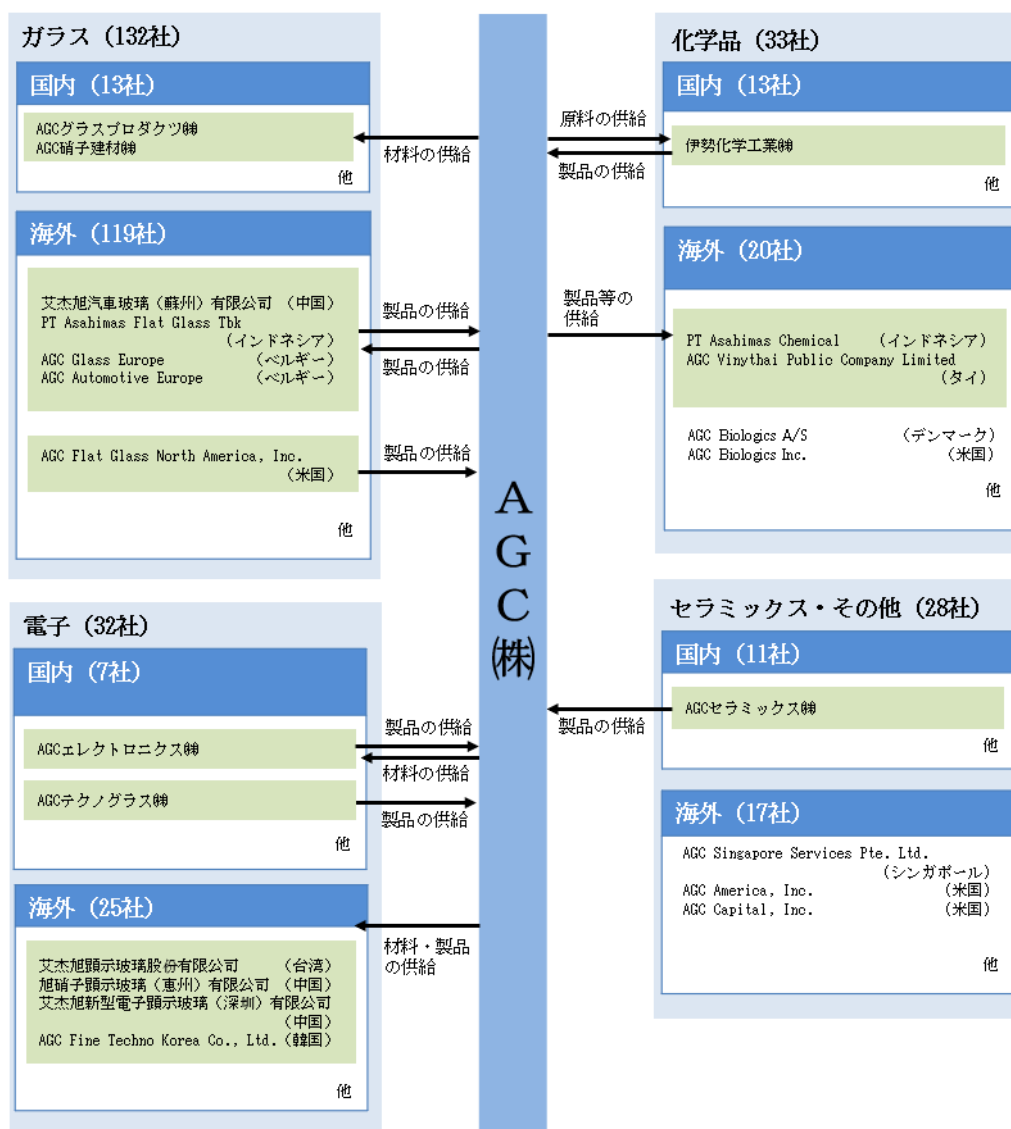 ガラス（132社）
国内（13社）
AGCグラスプロダクツ㈱
AGC硝子建材㈱
他
材料の供給
海外（119社）
艾杰旭汽車玻璃（蘇州）有限公司 （中国）
PT Asahimas Flat Glass Tbk
（インドネシア）
AGC Glass Europe （ベルギー）
AGC Automotive Europe （ベルギー）
製品の供給
製品の供給
AGC Flat Glass North America, Inc.
（米国）
製品の供給
他
電子（32社）
国内（7社）
AGCエレクトロニクス㈱
製品の供給
材料の供給
AGCテクノグラス㈱
製品の供給
他
海外（25社）
材料・製品
の供給
艾杰旭顕示玻璃股份有限公司 （台湾）
旭硝子顕示玻璃（恵州）有限公司 （中国）
艾杰旭新型電子顕示玻璃（深圳）有限公司
（中国）
AGC Fine Techno Korea Co., Ltd.（韓国）
他
AGC㈱
化学品（33社）
国内（13社）
原料の供給
伊勢化学工業㈱
製品の供給
他
海外（20社）
製品等の
供給
PT Asahimas Chemical （インドネシア）
AGC Vinythai Public Company Limited
（タイ）
AGC Biologics A/S （デンマーク）
AGC Biologics Inc. （米国）
他
セラミックス・その他（28社）
国内（11社）
AGCセラミックス㈱
製品の供給
他
海外（17社）
AGC Singapore Services Pte. Ltd.
（シンガポール）
AGC America, Inc. （米国）
AGC Capital, Inc. （米国）
他